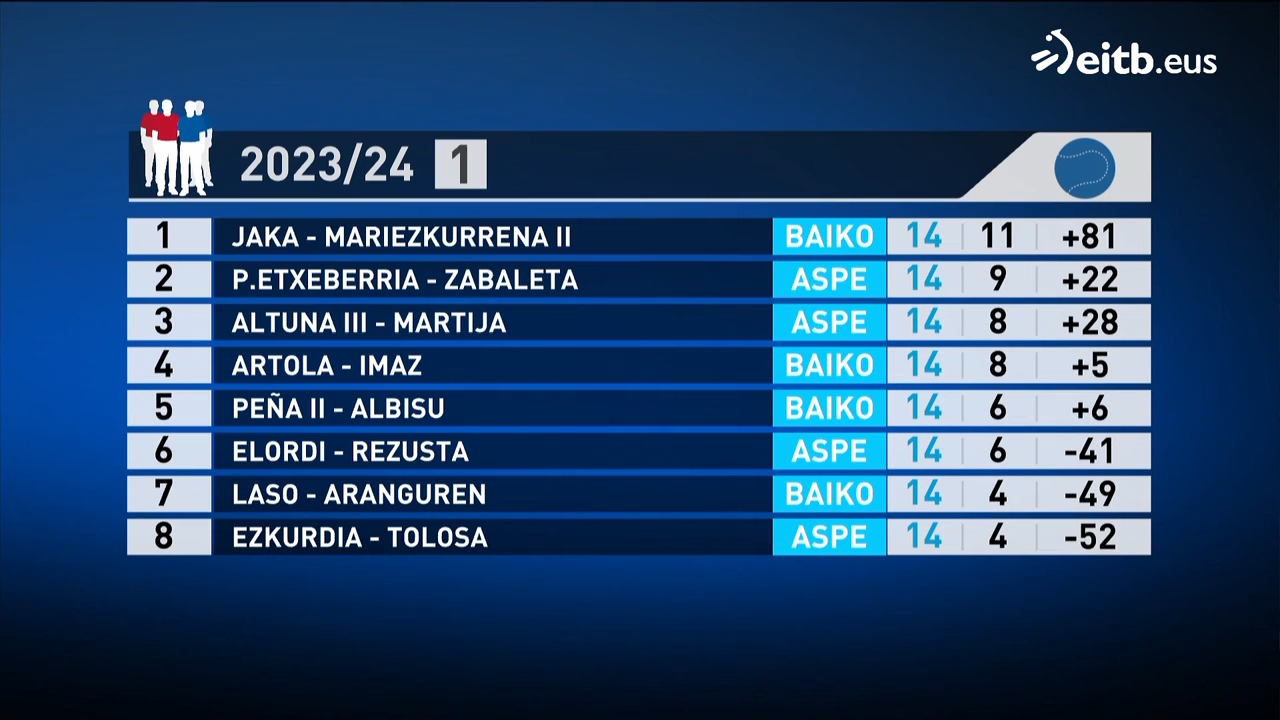 eitb.eus
2023/24 1
1 JAKA - MARIEZKURRENA II BAIKO 14 11 +81
2 P.ETXEBERRIA - ZABALETA ASPE 14 9 +22
3 ALTUNA III - MARTIJA ASPE 14 8 +28
4 ARTOLA - IMAZ BAIKO 14 8 +5
5 PEÑA II - ALBISU BAIKO 14 6 +6
6 ELORDI - REZUSTA ASPE 14 6 -41
7 LASO - ARANGUREN BAIKO 14 4 -49
8 EZKURDIA - TOLOSA ASPE 14 4 -52